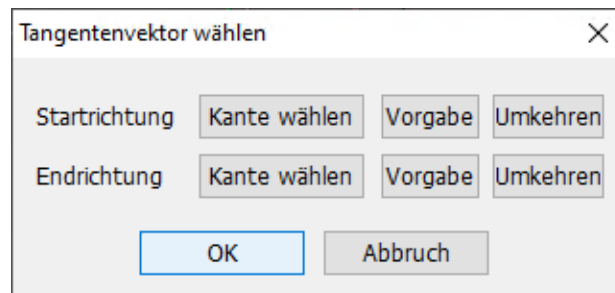 Tangentenvektor wählen
Startrichtung Kante wählen Vorgabe Umkehren
Endrichtung Kante wählen Vorgabe Umkehren
OK Abbruch